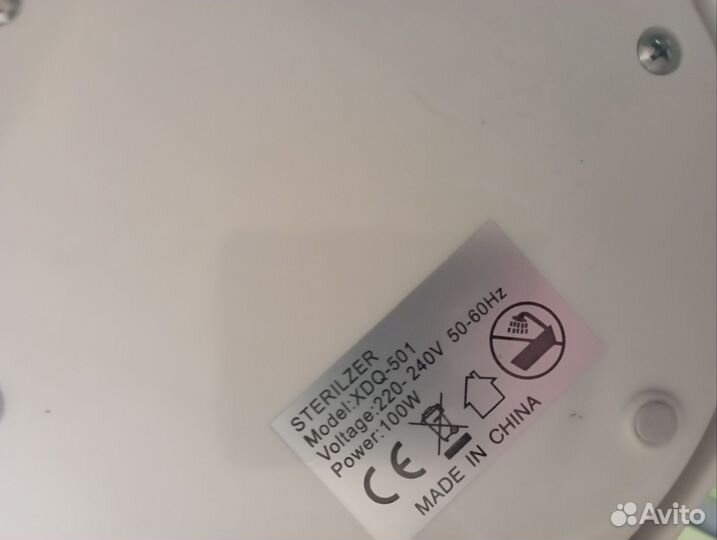 STERILZER
Model:XDQ-501
Voltage:220-240V 50-60Hz
Power:100W
CE
MADE IN CHINA
Avito